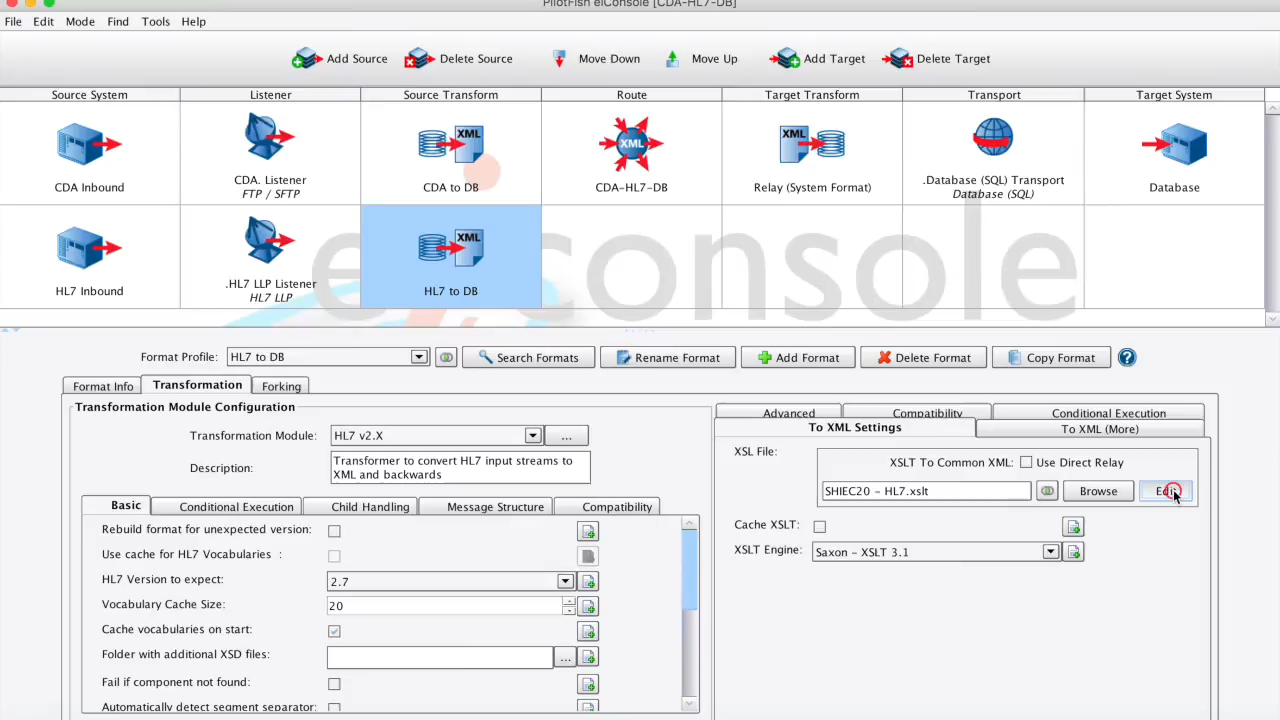 PilotFish eiConsole [CDA-HL7-DB]
File Edit Mode Find Tools Help
Add Source Delete Source Move Down Move Up Add Target Delete Target
Source System Listener Source Transform Route Target Transform Transport Target System
XML XML XML
CDA Inbound CDA. Listener FTP / SFTP CDA to DB CDA-HL7-DB Relay (System Format) .Database (SQL) Transport Database (SQL) Database
XML
HL7 Inbound .HL7 LLP Listener HL7 LLP HL7 to DB
eiconsole
Format Profile: HL7 to DB Search Formats Rename Format Add Format Delete Format Copy Format ?
Format Info Transformation Forking
Transformation Module Configuration
Transformation Module: HL7 v2.X ...
Description: Transformer to convert HL7 input streams to
XML and backwards
Basic Conditional Execution Child Handling Message Structure Compatibility
Rebuild format for unexpected version:
Use cache for HL7 Vocabularies :
HL7 Version to expect: 2.7
Vocabulary Cache Size: 20
Cache vocabularies on start:
Folder with additional XSD files: ...
Fail if component not found:
Automatically detect segment separator:
Advanced Compatibility Conditional Execution
To XML Settings To XML (More)
XSL File: XSLT To Common XML: Use Direct Relay
SHIEC20 - HL7.xslt Browse Edit
Cache XSLT:
XSLT Engine: Saxon - XSLT 3.1